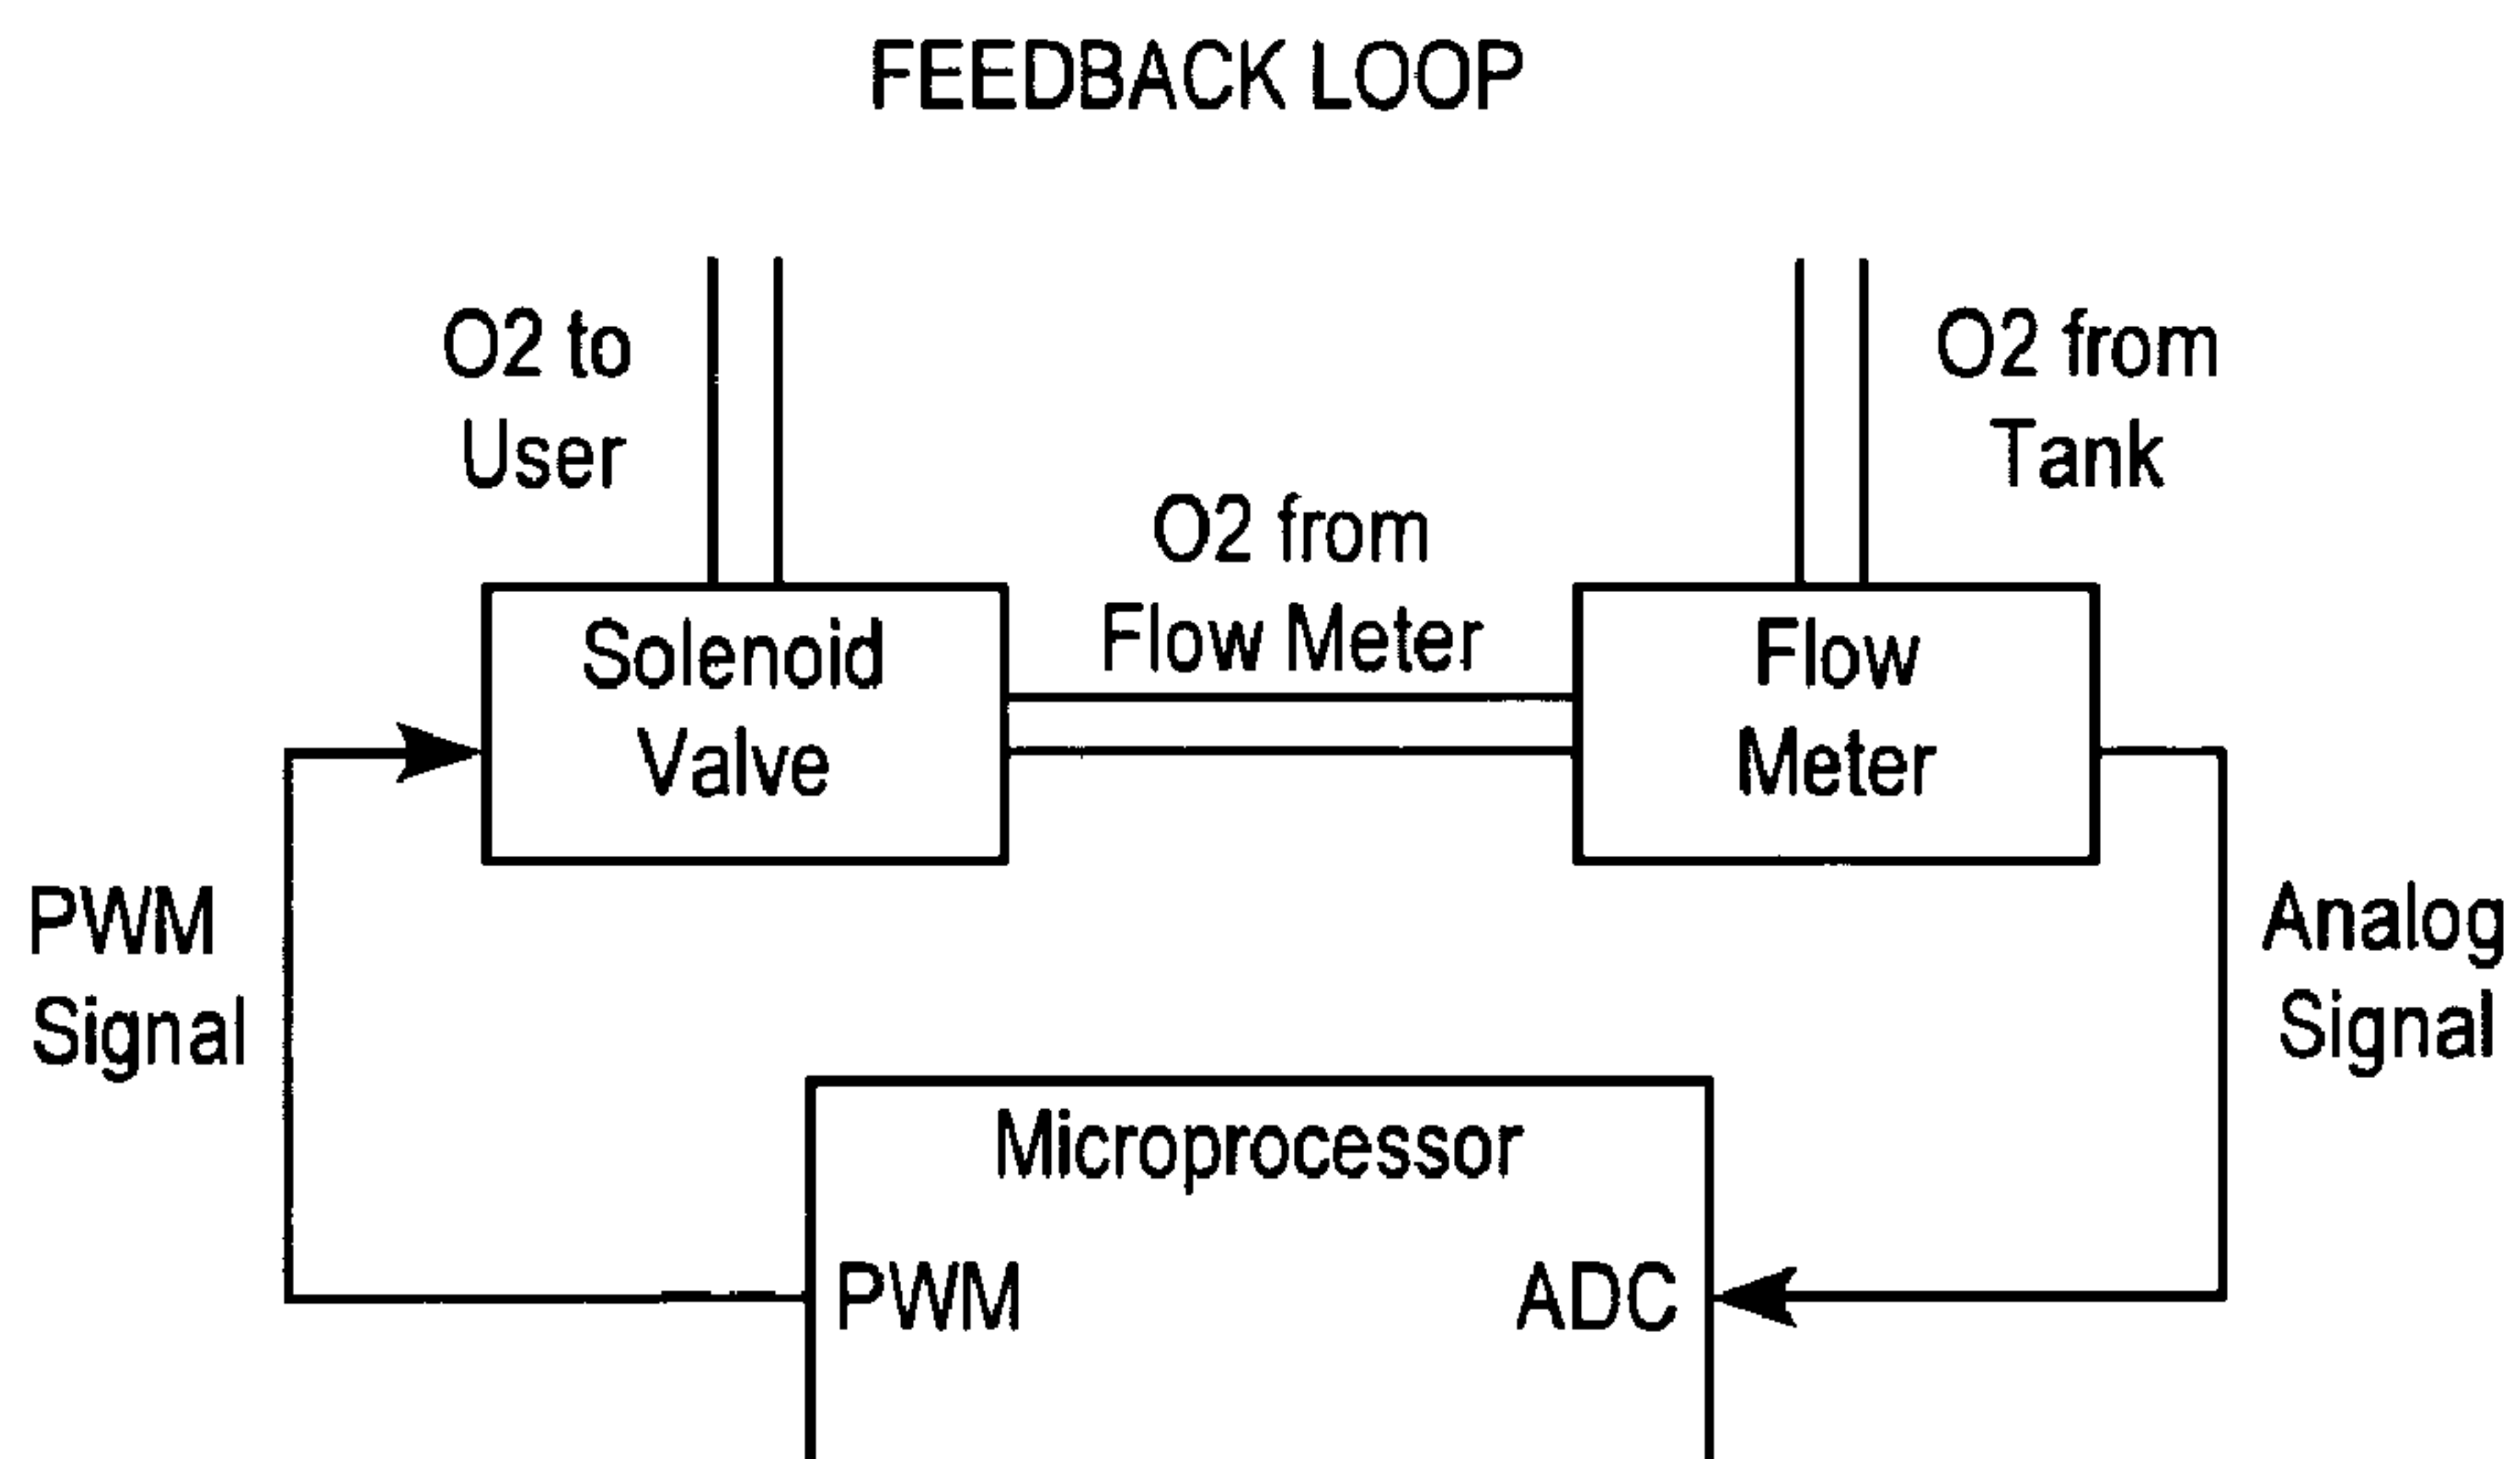 FEEDBACK LOOP
O2 to
User
O2 from
Tank
O2 from
Flow Meter
Solenoid
Valve
Flow
Meter
PWM
Signal
Analog
Signal
Microprocessor
PWM
ADC